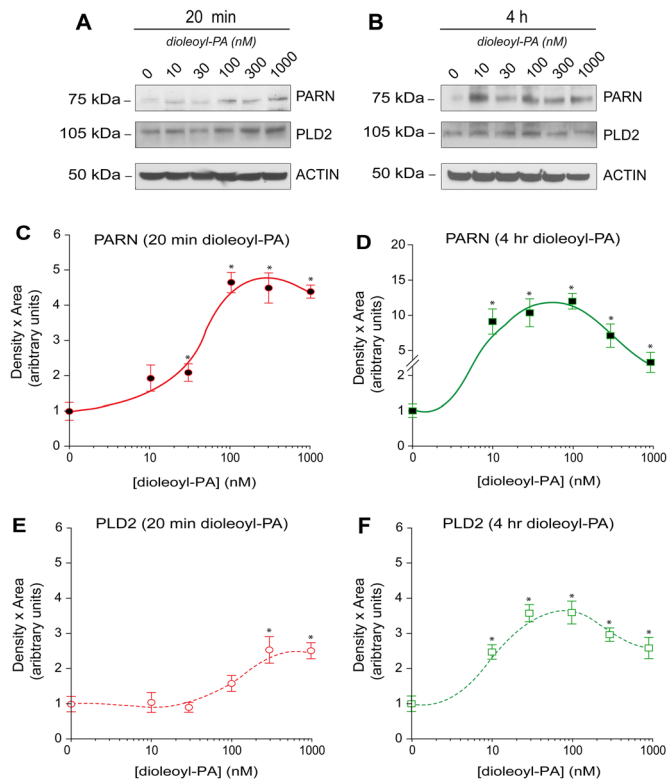 A
20 min
dioleoyl-PA (nM)
0 10 30 100 300 1000
75 kDa – PARN
105 kDa – PLD2
50 kDa – ACTIN
B
4 h
dioleoyl-PA (nM)
0 10 30 100 300 1000
75 kDa – PARN
105 kDa – PLD2
50 kDa – ACTIN
C
PARN (20 min dioleoyl-PA)
Density x Area
(aribtrary units)
6
5
4
3
2
1
0
* * * *
0 10 100 1000
[dioleoyl-PA] (nM)
D
PARN (4 hr dioleoyl-PA)
Density x Area
(aribtrary units)
20
15
10
5
2
1
0
* * * * *
0 10 100 1000
[dioleoyl-PA] (nM)
E
PLD2 (20 min dioleoyl-PA)
Density x Area
(aribtrary units)
6
5
4
3
2
1
0
* *
0 10 100 1000
[dioleoyl-PA] (nM)
F
PLD2 (4 hr dioleoyl-PA)
Density x Area
(aribtrary units)
6
5
4
3
2
1
0
* * * * *
0 10 100 1000
[dioleoyl-PA] (nM)